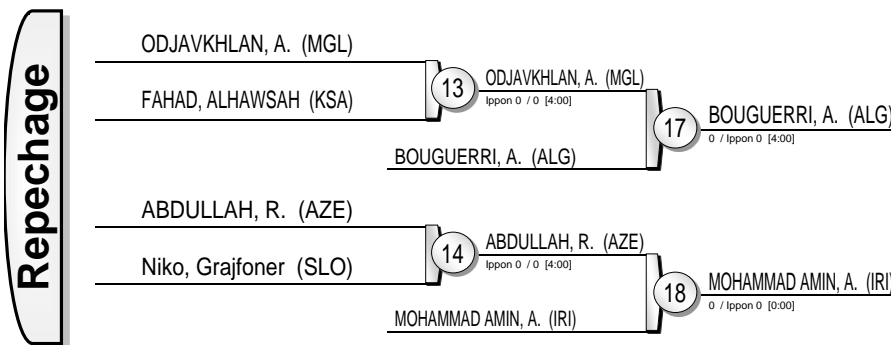 Repechage
ODJAVKHLAN, A. (MGL)
FAHAD, ALHAWSAH (KSA)
13
ODJAVKHLAN, A. (MGL)
Ippon 0 / 0 [4:00]
BOUGUERRI, A. (ALG)
17
BOUGUERRI, A. (ALG)
0 / Ippon 0 [4:00]
ABDULLAH, R. (AZE)
Niko, Grajfoner (SLO)
14
ABDULLAH, R. (AZE)
Ippon 0 / 0 [4:00]
MOHAMMAD AMIN, A. (IRI)
18
MOHAMMAD AMIN, A. (IRI)
0 / Ippon 0 [0:00]